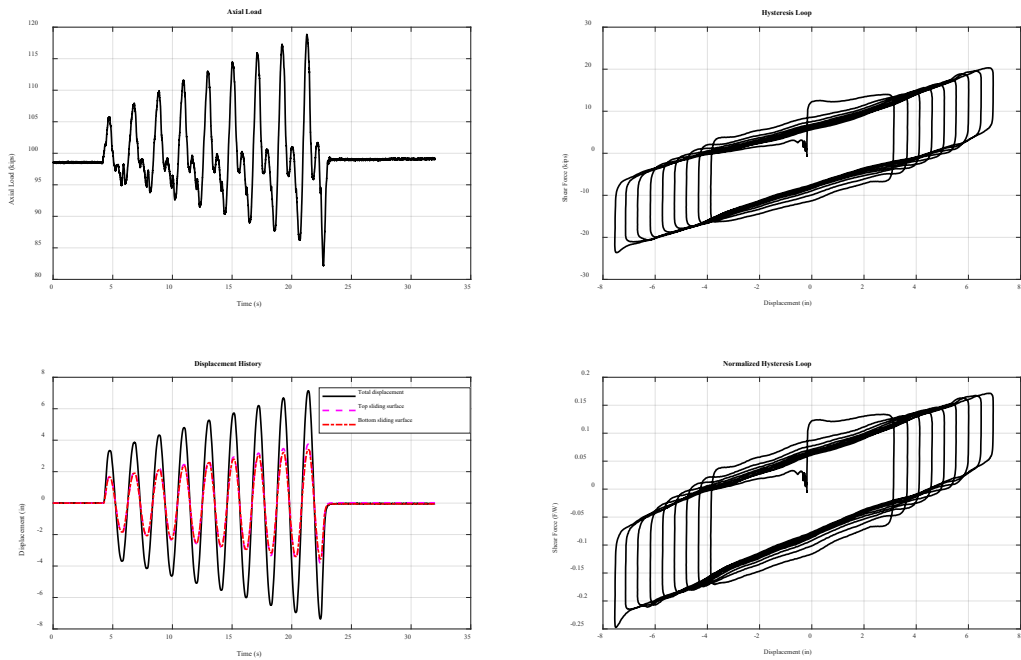 Axial Load
120
115
110
105
100
95
90
85
80
Axial Load (kips)
0 5 10 15 20 25 30 35
Time (s)
Hysteresis Loop
30
20
10
0
-10
-20
-30
Shear Force (kips)
-8 -6 -4 -2 0 2 4 6 8
Displacement (in)
Displacement History
8
6
4
2
0
-2
-4
-6
-8
Displacement (in)
Total displacement
Top sliding surface
Bottom sliding surface
0 5 10 15 20 25 30 35
Time (s)
Normalized Hysteresis Loop
0.2
0.15
0.1
0.05
0
-0.05
-0.1
-0.15
-0.2
-0.25
Shear Force (F/W)
-8 -6 -4 -2 0 2 4 6 8
Displacement (in)